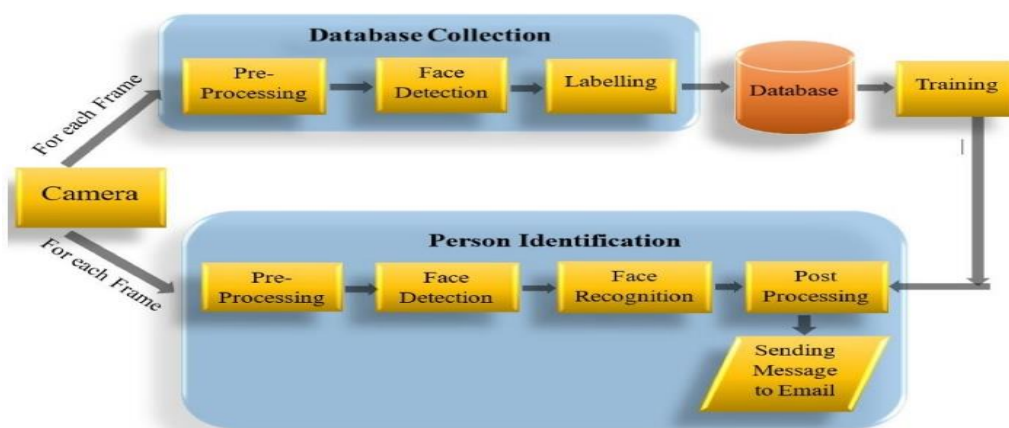 Database Collection
Pre-
Processing
Face
Detection
Labelling
Database
Training
For each Frame
Camera
For each Frame
Person Identification
Pre-
Processing
Face
Detection
Face
Recognition
Post
Processing
Sending
Message
to Email